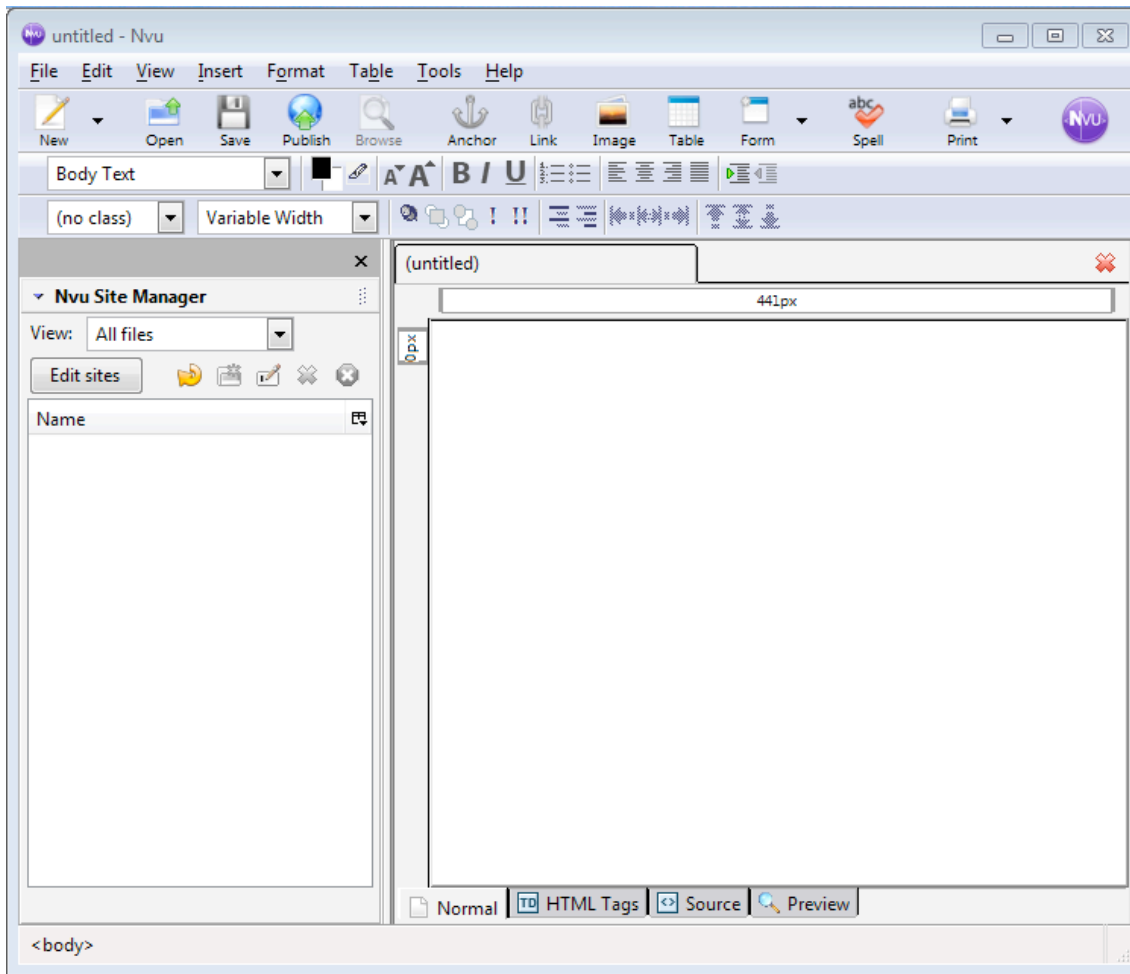 untitled - Nvu
File Edit View Insert Format Table Tools Help
New Open Save Publish Browse Anchor Link Image Table Form abc Spell Print Nvu
Body Text A A B I U
(no class) Variable Width ! !!
(untitled)
Nvu Site Manager
441px
View: All files
0px
Edit sites
Name
Normal TD HTML Tags Source Preview
<body>